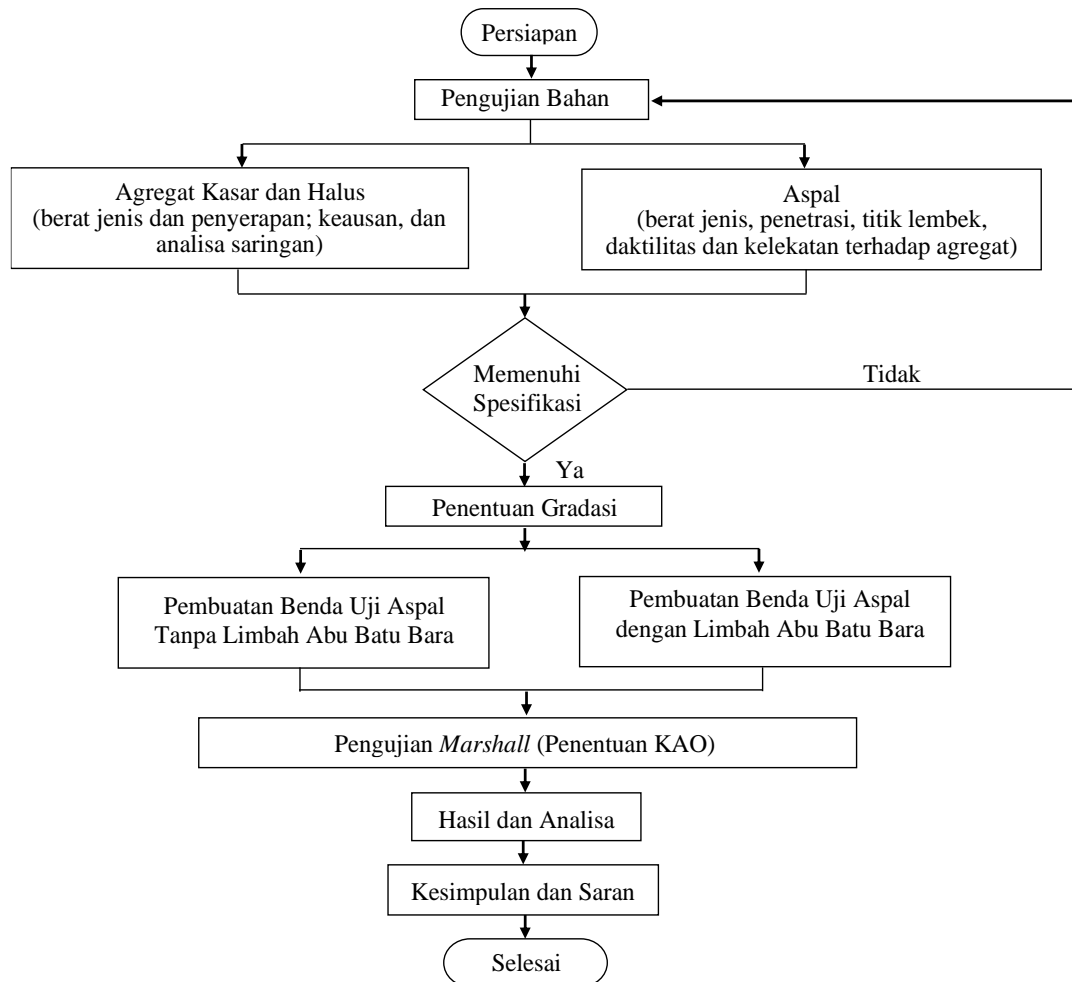 Persiapan
Pengujian Bahan
Agregat Kasar dan Halus
(berat jenis dan penyerapan; keausan, dan
analisa saringan)
Aspal
(berat jenis, penetrasi, titik lembek,
daktilitas dan kelekatan terhadap agregat)
Memenuhi
Spesifikasi
Tidak
Ya
Penentuan Gradasi
Pembuatan Benda Uji Aspal
Tanpa Limbah Abu Batu Bara
Pembuatan Benda Uji Aspal
dengan Limbah Abu Batu Bara
Pengujian Marshall (Penentuan KAO)
Hasil dan Analisa
Kesimpulan dan Saran
Selesai